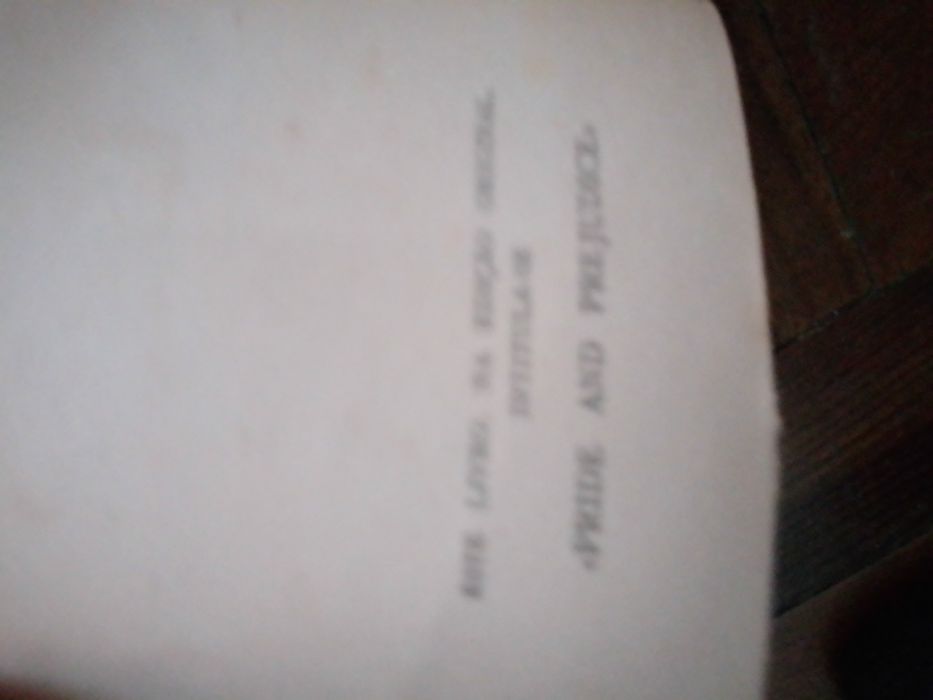 ESTE LIVRO NA EDIÇÃO ORIGINAL,
INTITULA-SE
«PRIDE AND PREJUDICE»